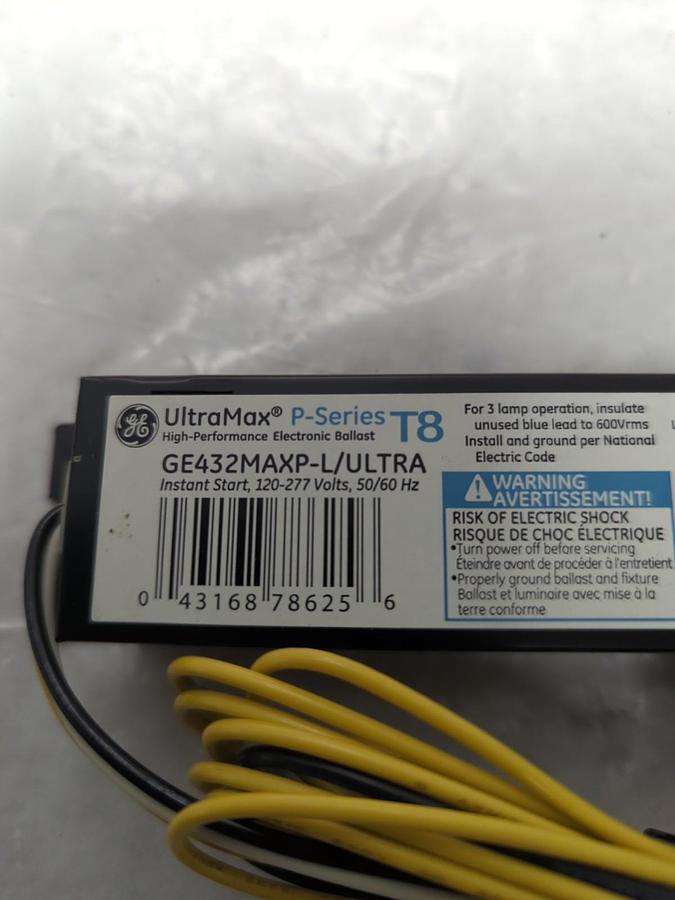 GE UltraMax® P-Series T8
High-Performance Electronic Ballast
GE432MAXP-L/ULTRA
Instant Start, 120-277 Volts, 50/60 Hz
0 43168 78625 6
For 3 lamp operation, insulate
unused blue lead to 600Vrms
Install and ground per National
Electric Code
WARNING
AVERTISSEMENT!
RISK OF ELECTRIC SHOCK
RISQUE DE CHOC ÉLECTRIQUE
•Turn power off before servicing
Éteindre avant de procéder à l'entretient
•Properly ground ballast and fixture
Ballast et luminaire avec mise à la
terre conforme